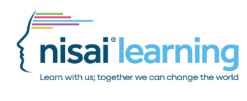 nisai® learning
Learn with us; together we can change the world